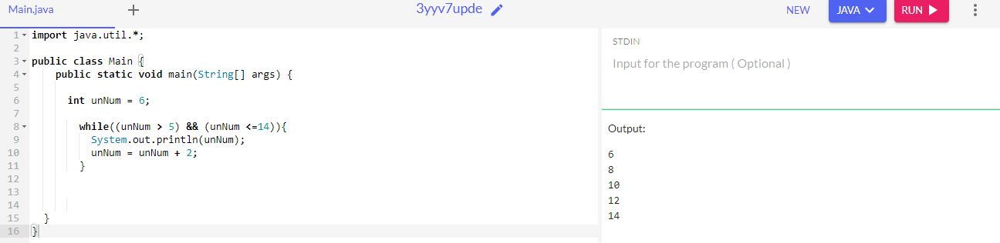 Main.java + 3yyv7upde NEW JAVA RUN
1 import java.util.*;
2
3 public class Main {
4 public static void main(String[] args) {
5
6 int unNum = 6;
7
8 while((unNum > 5) && (unNum <=14)){
9 System.out.println(unNum);
10 unNum = unNum + 2;
11 }
12
13
14
15 }
16 }
STDIN
Input for the program ( Optional )
Output:
6
8
10
12
14